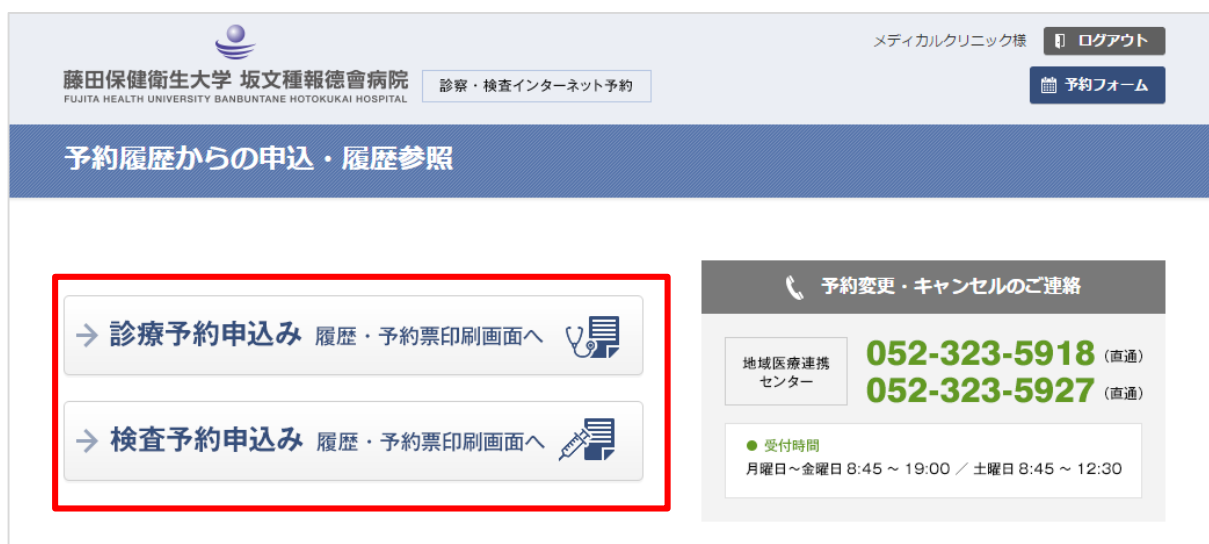 メディカルクリニック様 ログアウト
藤田保健衛生大学 坂文種報德會病院
FUJITA HEALTH UNIVERSITY BANBUNTANE HOTOKUKAI HOSPITAL
診察・検査インターネット予約
予約フォーム
予約履歴からの申込・履歴参照
診療予約申込み 履歴・予約票印刷画面へ
検査予約申込み 履歴・予約票印刷画面へ
予約変更・キャンセルのご連絡
地域医療連携
センター
052-323-5918 (直通)
052-323-5927 (直通)
● 受付時間
月曜日～金曜日 8:45 ～ 19:00 ／ 土曜日 8:45 ～ 12:30